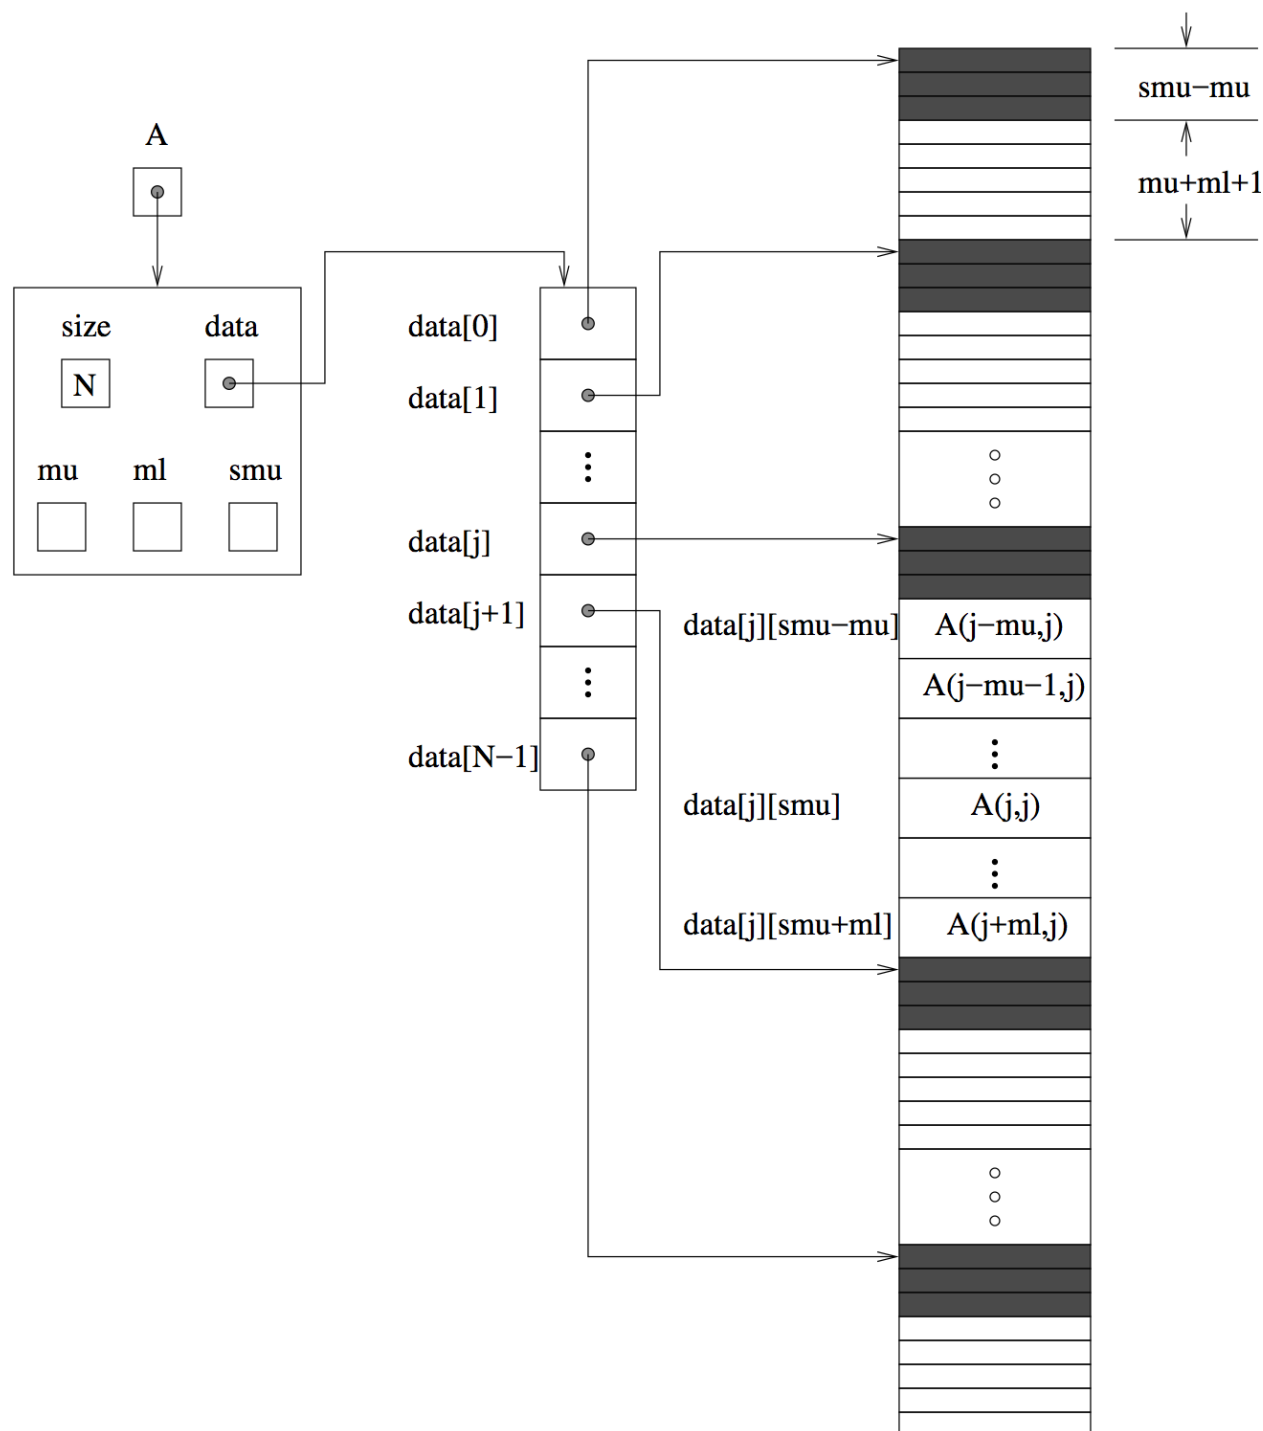 A
size data
N
mu ml smu
data[0]
data[1]
data[j]
data[j+1]
data[N−1]
data[j][smu−mu]
data[j][smu]
data[j][smu+ml]
A(j−mu,j)
A(j−mu−1,j)
A(j,j)
A(j+ml,j)
smu−mu
mu+ml+1